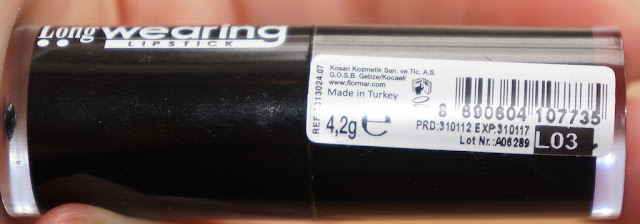 Long wearing
LIPSTICK
Kosan Kozmetik San. ve Tic. A.S.
G.O.S.B. Gebze/Kocaeli
www.flormar.com
Made in Turkey
REF 1313024.07
4,2g e
8 690604 107735
PRD:310112 EXP:310117
Lot Nr.:A06289
L03